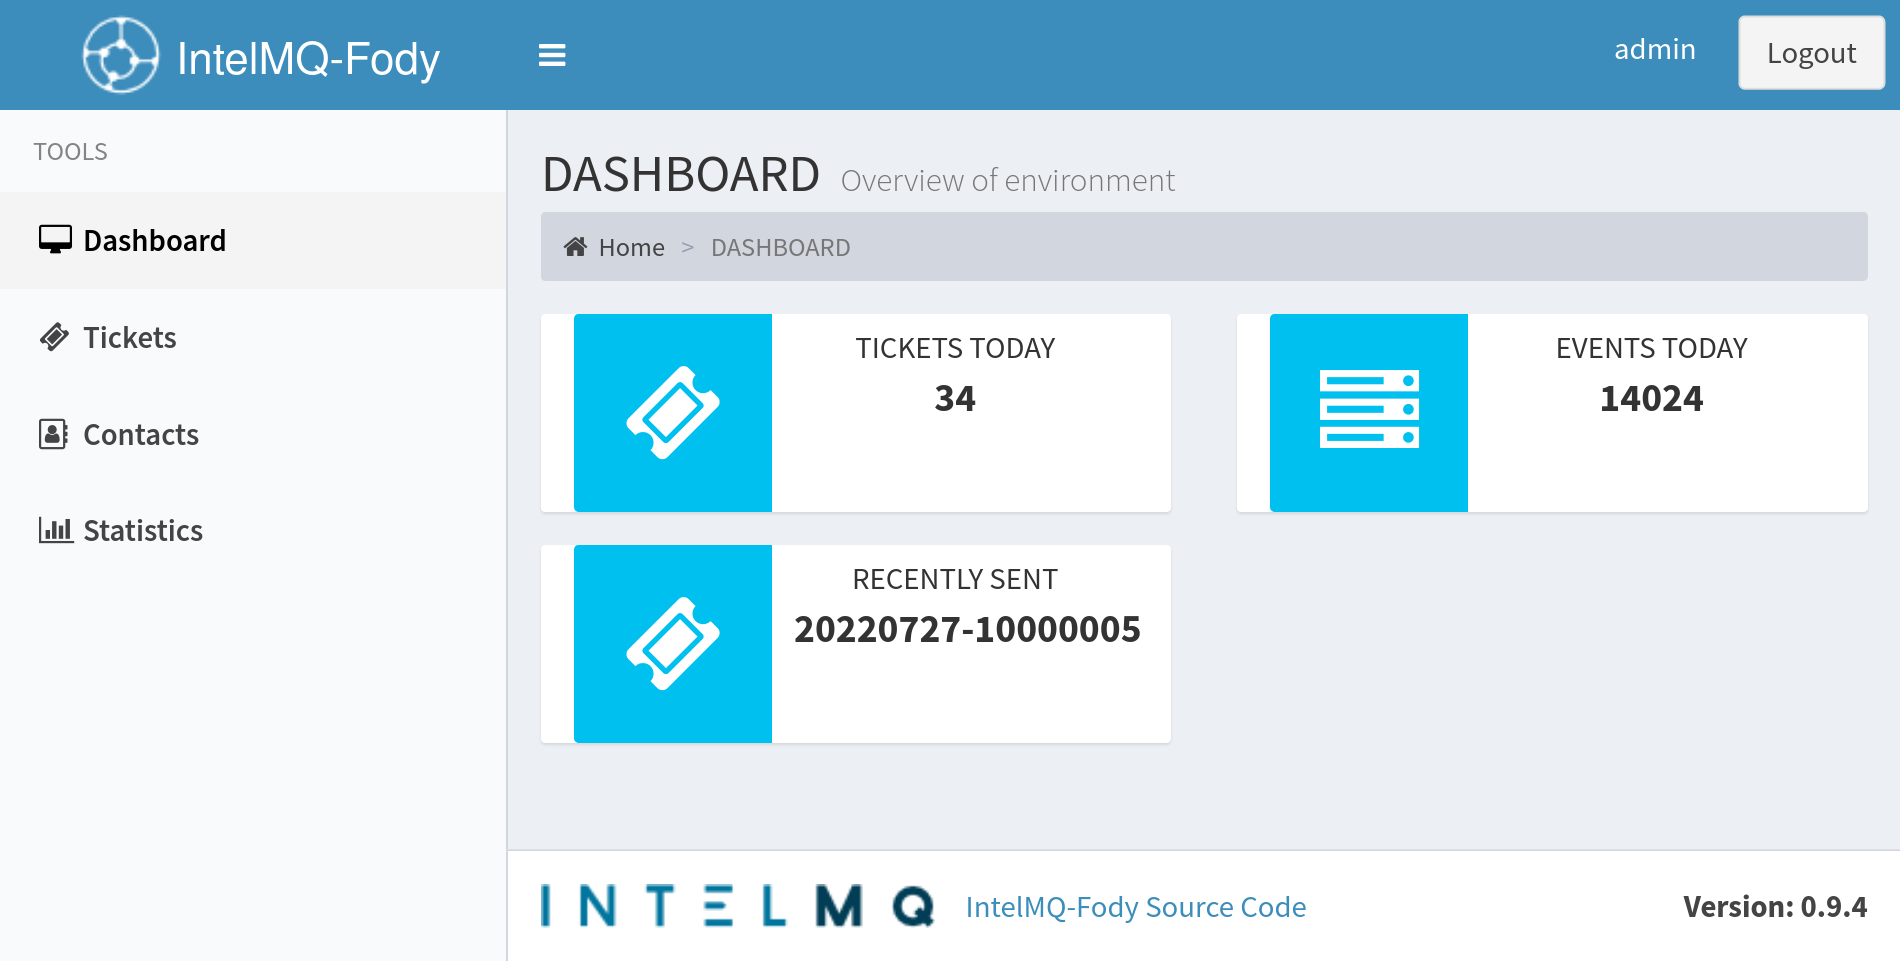 IntelMQ-Fody
admin
Logout
TOOLS
Dashboard
Tickets
Contacts
Statistics
DASHBOARD Overview of environment
Home > DASHBOARD
TICKETS TODAY
34
EVENTS TODAY
14024
RECENTLY SENT
20220727-10000005
INTELMQ
IntelMQ-Fody Source Code
Version: 0.9.4